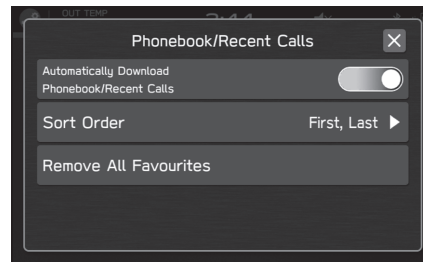 OUT TEMP
Phonebook/Recent Calls
Automatically Download
Phonebook/Recent Calls
Sort Order First, Last
Remove All Favourites